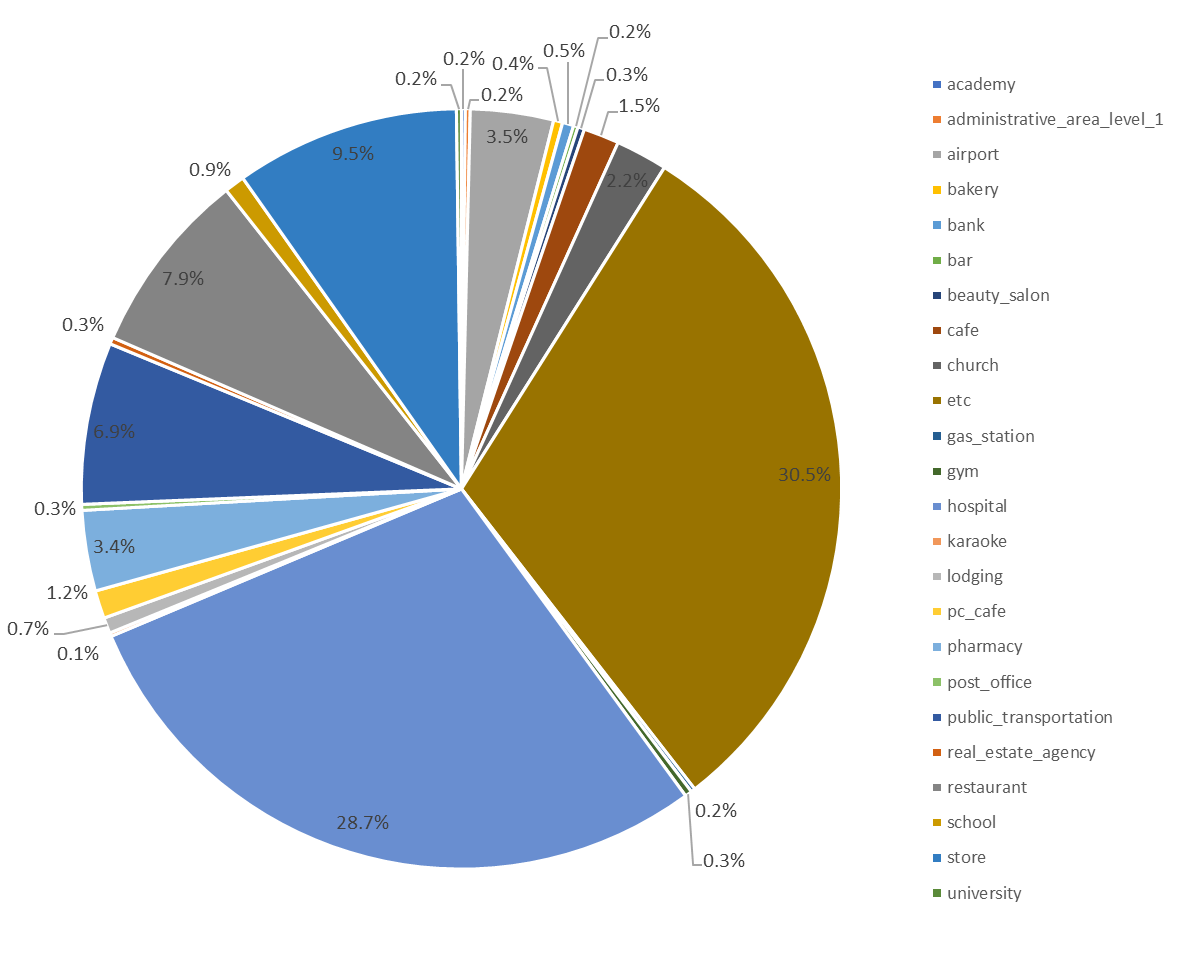 0.2%
0.2%
0.2%
3.5%
0.4%
0.5%
0.2%
0.3%
1.5%
2.2%
30.5%
0.2%
0.3%
28.7%
0.1%
0.7%
1.2%
3.4%
0.3%
6.9%
0.3%
7.9%
0.9%
9.5%
academy
administrative_area_level_1
airport
bakery
bank
bar
beauty_salon
cafe
church
etc
gas_station
gym
hospital
karaoke
lodging
pc_cafe
pharmacy
post_office
public_transportation
real_estate_agency
restaurant
school
store
university